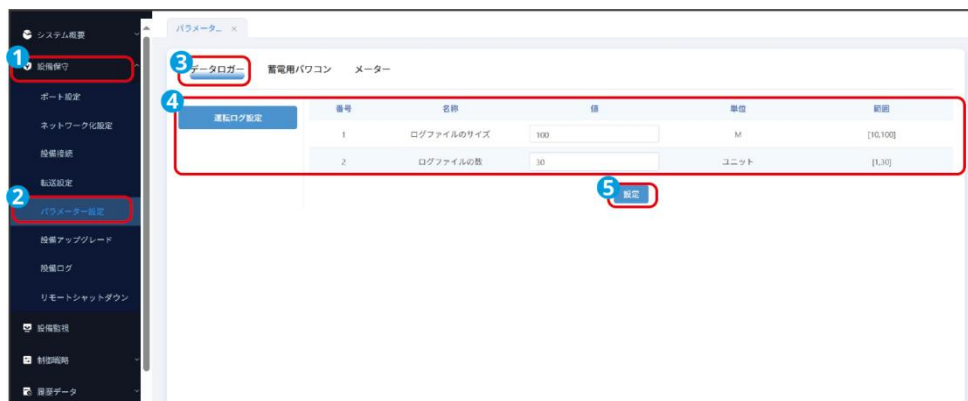 システム概要
パラメータ... ×
1
設備保守
3
データロガー 蓄電用パワコン メーター
ポート設定
4
運転ログ設定
番号 名称 値 単位 範囲
ネットワーク化設定
1 ログファイルのサイズ 100 M [10,100]
設備接続
2 ログファイルの数 30 ユニット [1,30]
転送設定
5
設定
2
パラメーター設定
設備アップグレード
設備ログ
リモートシャットダウン
設備監視
制御戦略
履歴データ